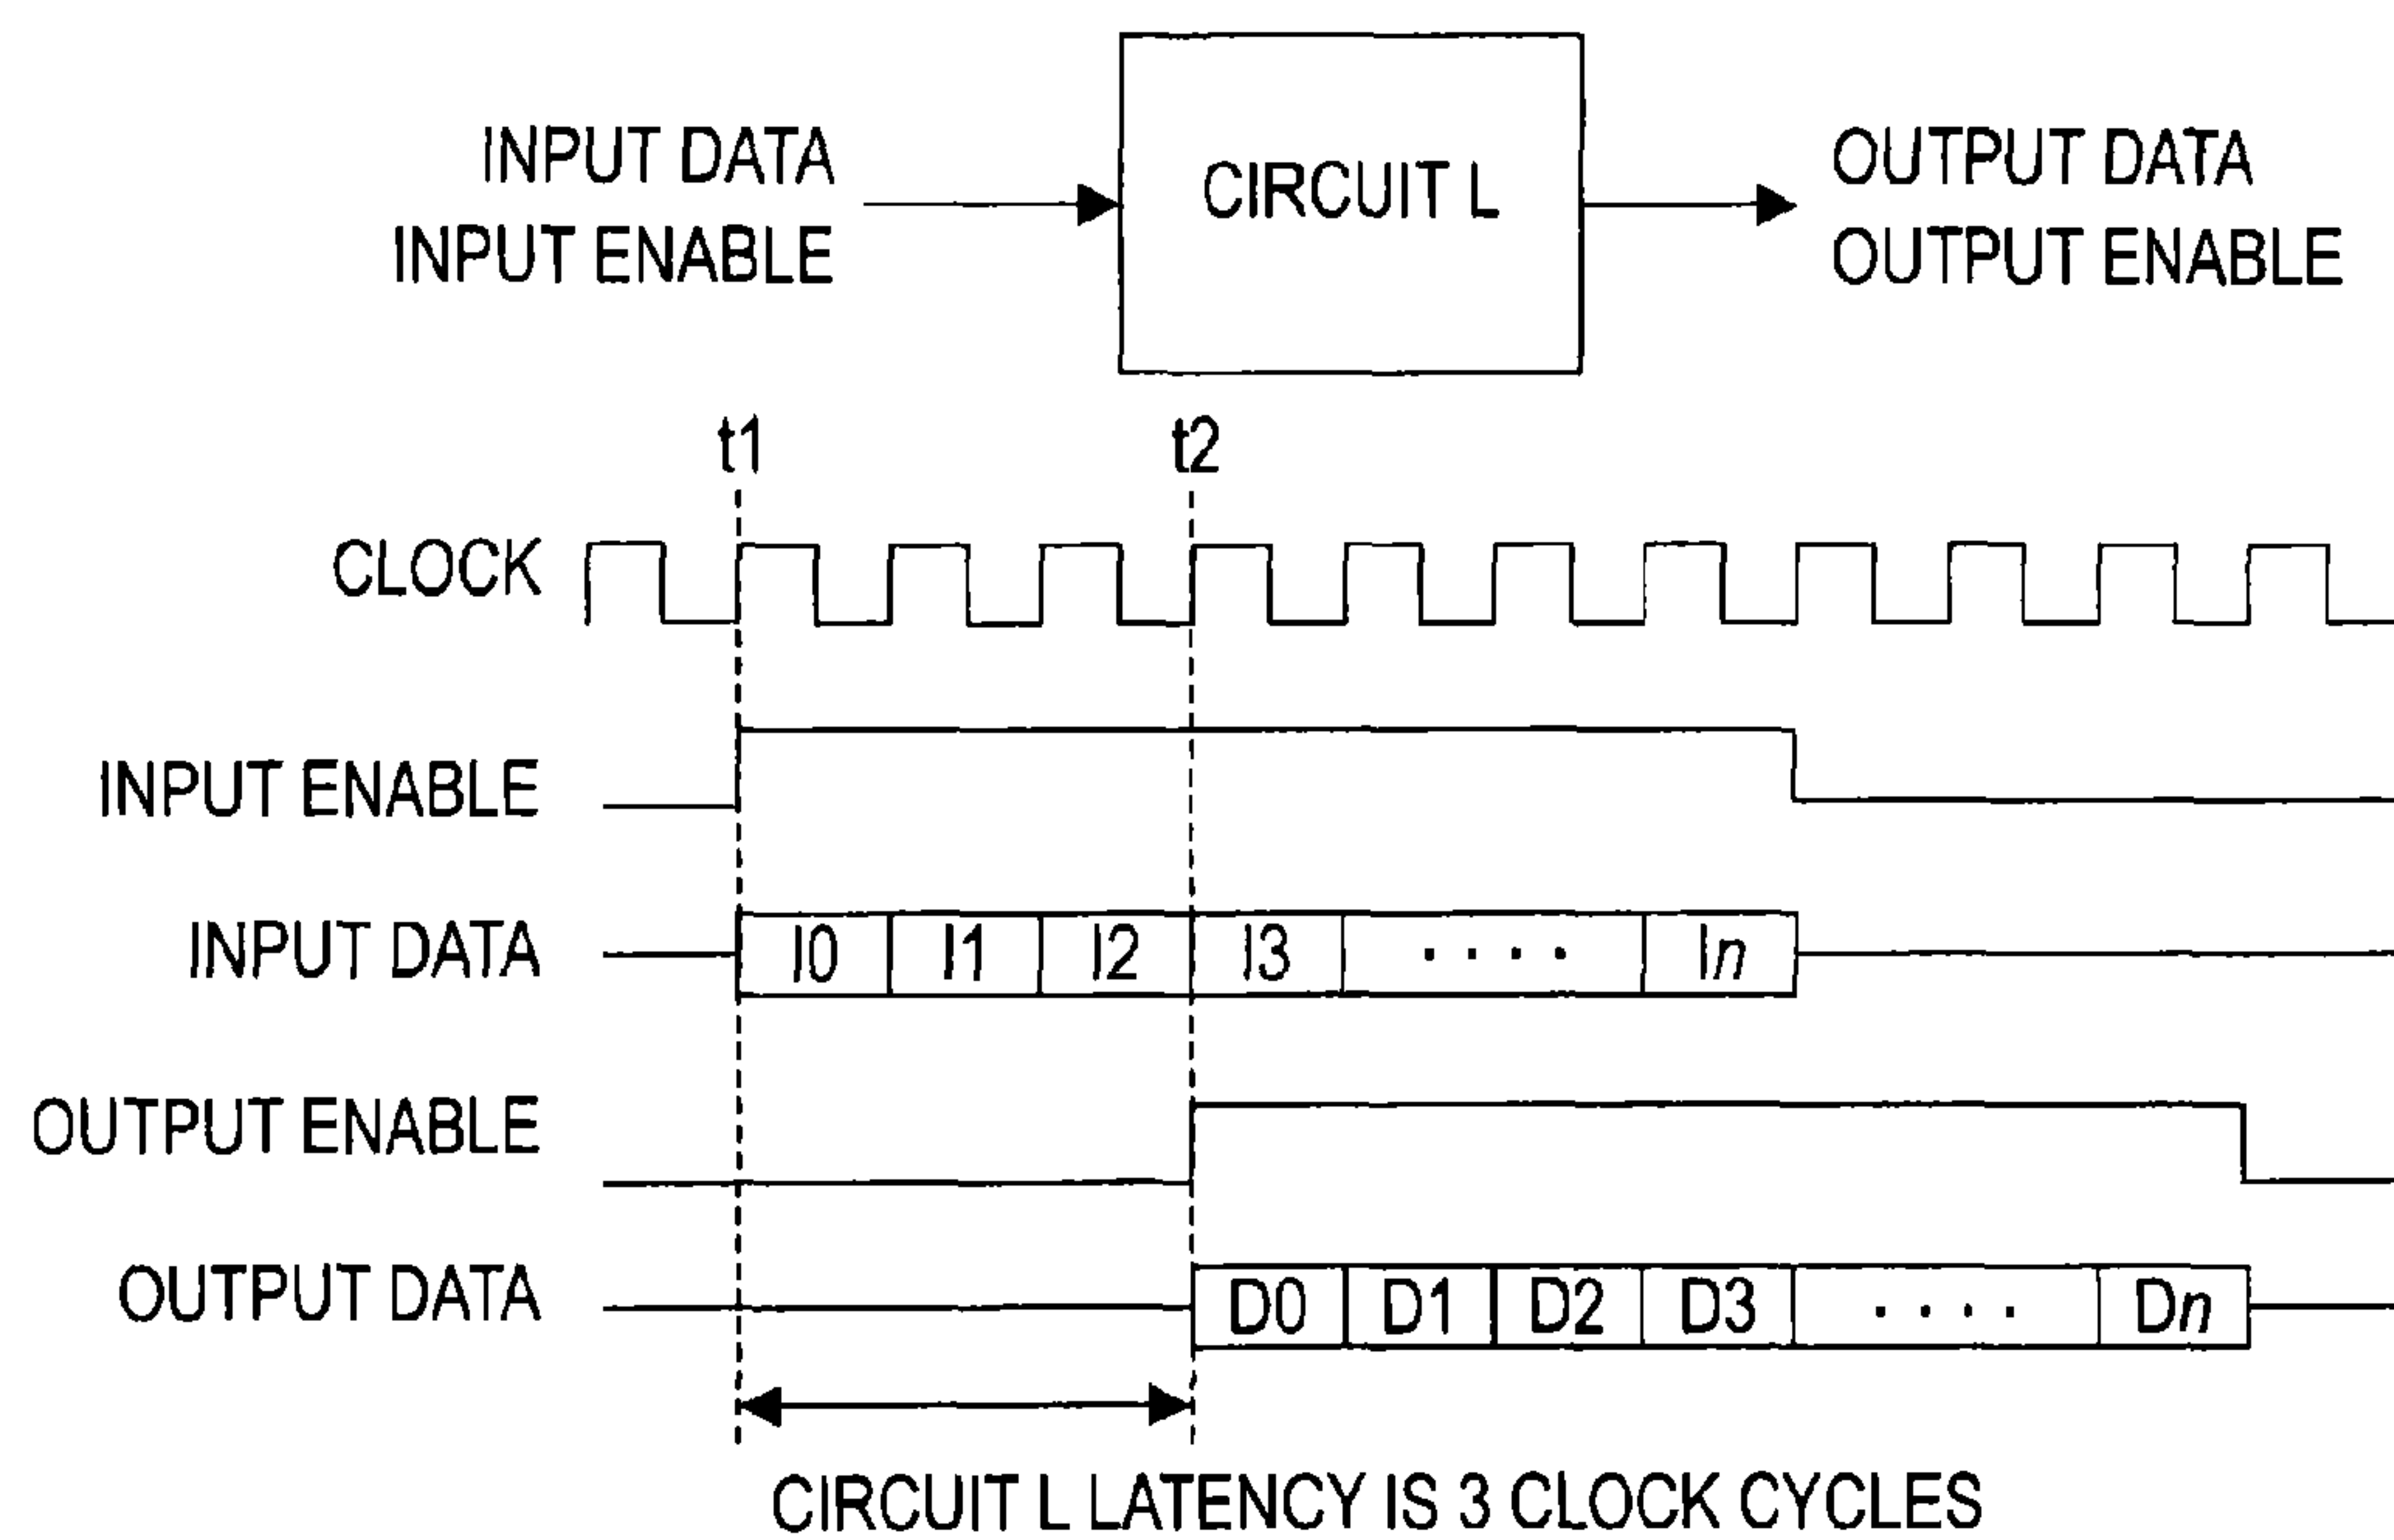 INPUT DATA
INPUT ENABLE
CIRCUIT L
OUTPUT DATA
OUTPUT ENABLE
t1
t2
CLOCK
INPUT ENABLE
INPUT DATA
I0 I1 I2 I3 .... In
OUTPUT ENABLE
OUTPUT DATA
D0 D1 D2 D3 .... Dn
CIRCUIT L LATENCY IS 3 CLOCK CYCLES